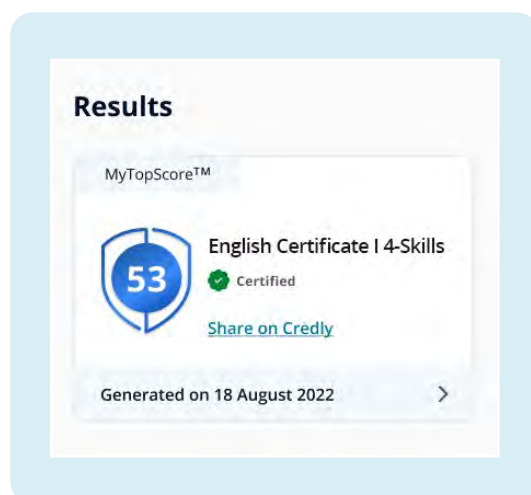 Results
MyTopScore™
53
English Certificate I 4-Skills
Certified
Share on Credly
Generated on 18 August 2022